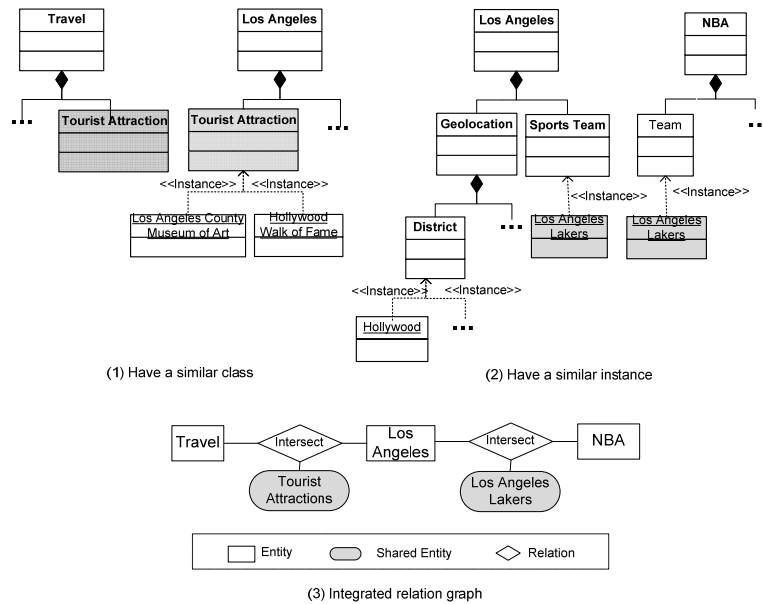 Travel
Los Angeles
Tourist Attraction
Tourist Attraction
<<Instance>>
<<Instance>>
Los Angeles County
Museum of Art
Hollywood
Walk of Fame
(1) Have a similar class
Los Angeles
NBA
Geolocation
Sports Team
Team
<<Instance>>
<<Instance>>
Los Angeles
Lakers
Los Angeles
Lakers
District
<<Instance>>
<<Instance>>
Hollywood
(2) Have a similar instance
Travel
Intersect
Los
Angeles
Intersect
NBA
Tourist
Attractions
Los Angeles
Lakers
Entity
Shared Entity
Relation
(3) Integrated relation graph